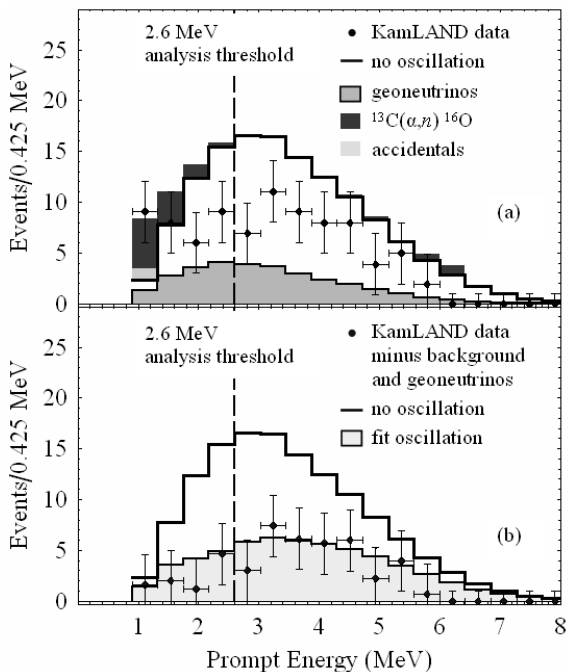 2.6 MeV
analysis threshold
KamLAND data
no oscillation
geoneutrinos
¹³C(α,n) ¹⁶O
accidentals
(a)
Events/0.425 MeV
25
20
15
10
5
0
2.6 MeV
analysis threshold
KamLAND data
minus background
and geoneutrinos
no oscillation
fit oscillation
(b)
Events/0.425 MeV
25
20
15
10
5
0
1 2 3 4 5 6 7 8
Prompt Energy (MeV)